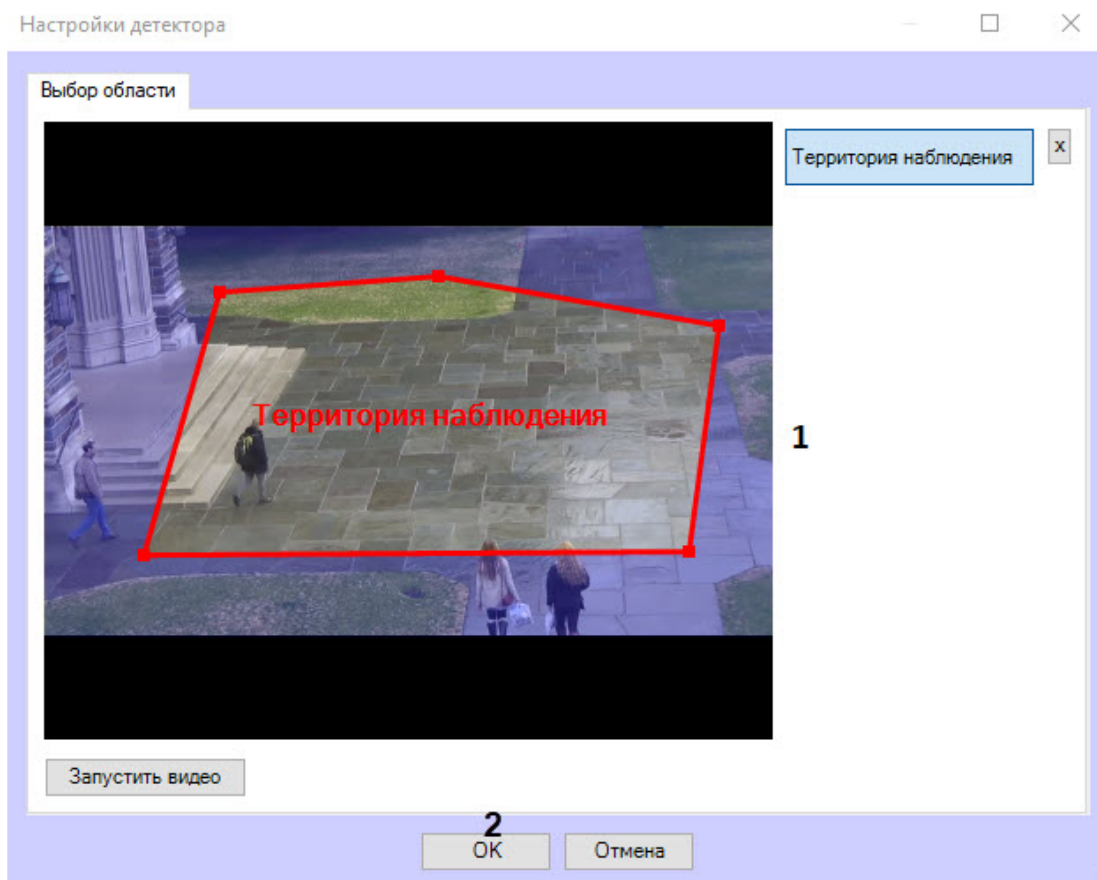 Настройки детектора
Выбор области
Территория наблюдения
x
Территория наблюдения
1
Запустить видео
2
OK
Отмена